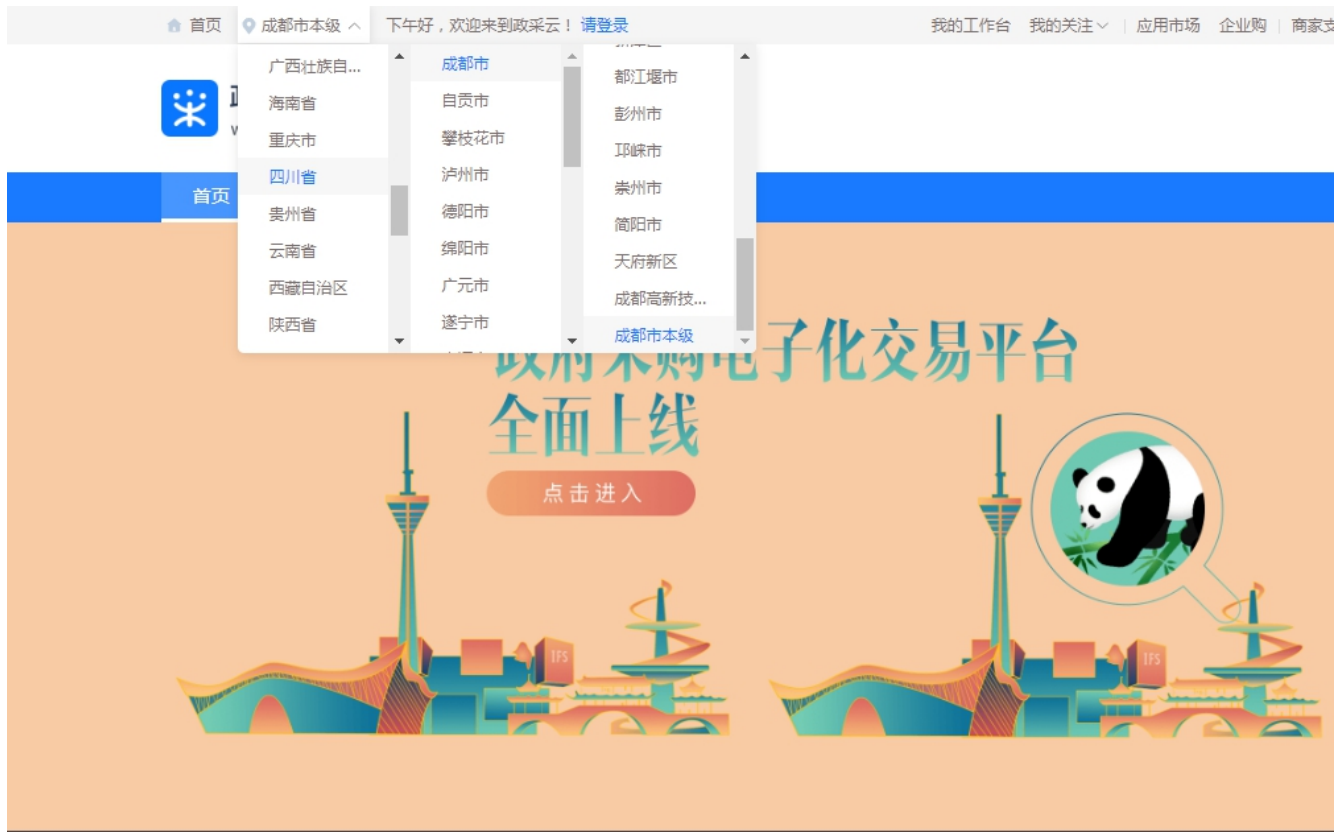 首页
成都市本级
下午好，欢迎来到政采云！ 请登录
我的工作台
我的关注
应用市场
企业购
广西壮族自...
海南省
重庆市
四川省
贵州省
云南省
西藏自治区
陕西省
成都市
自贡市
攀枝花市
泸州市
德阳市
绵阳市
广元市
遂宁市
都江堰市
彭州市
邛崃市
崇州市
简阳市
天府新区
成都高新技...
成都市本级
首页
政府采购电子化交易平台
全面上线
点击进入
IFS
IFS